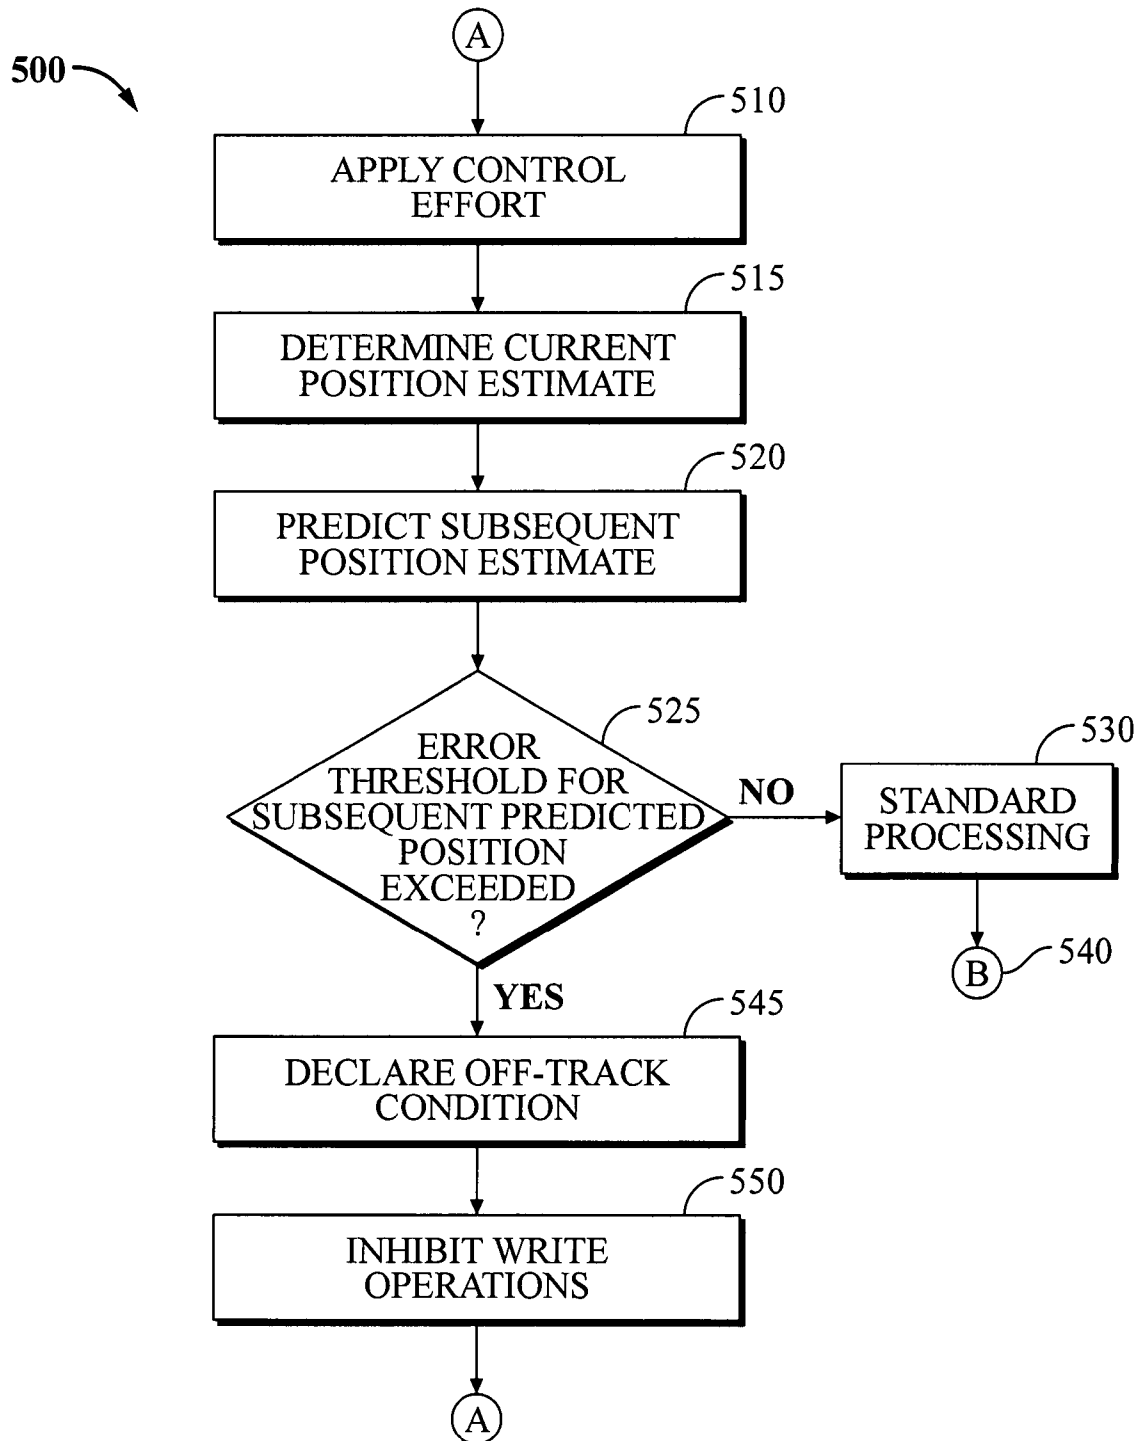 A
500
510
APPLY CONTROL
EFFORT
515
DETERMINE CURRENT
POSITION ESTIMATE
520
PREDICT SUBSEQUENT
POSITION ESTIMATE
525
ERROR
THRESHOLD FOR
SUBSEQUENT PREDICTED
POSITION
EXCEEDED
?
NO
530
STANDARD
PROCESSING
B
540
YES
545
DECLARE OFF-TRACK
CONDITION
550
INHIBIT WRITE
OPERATIONS
A